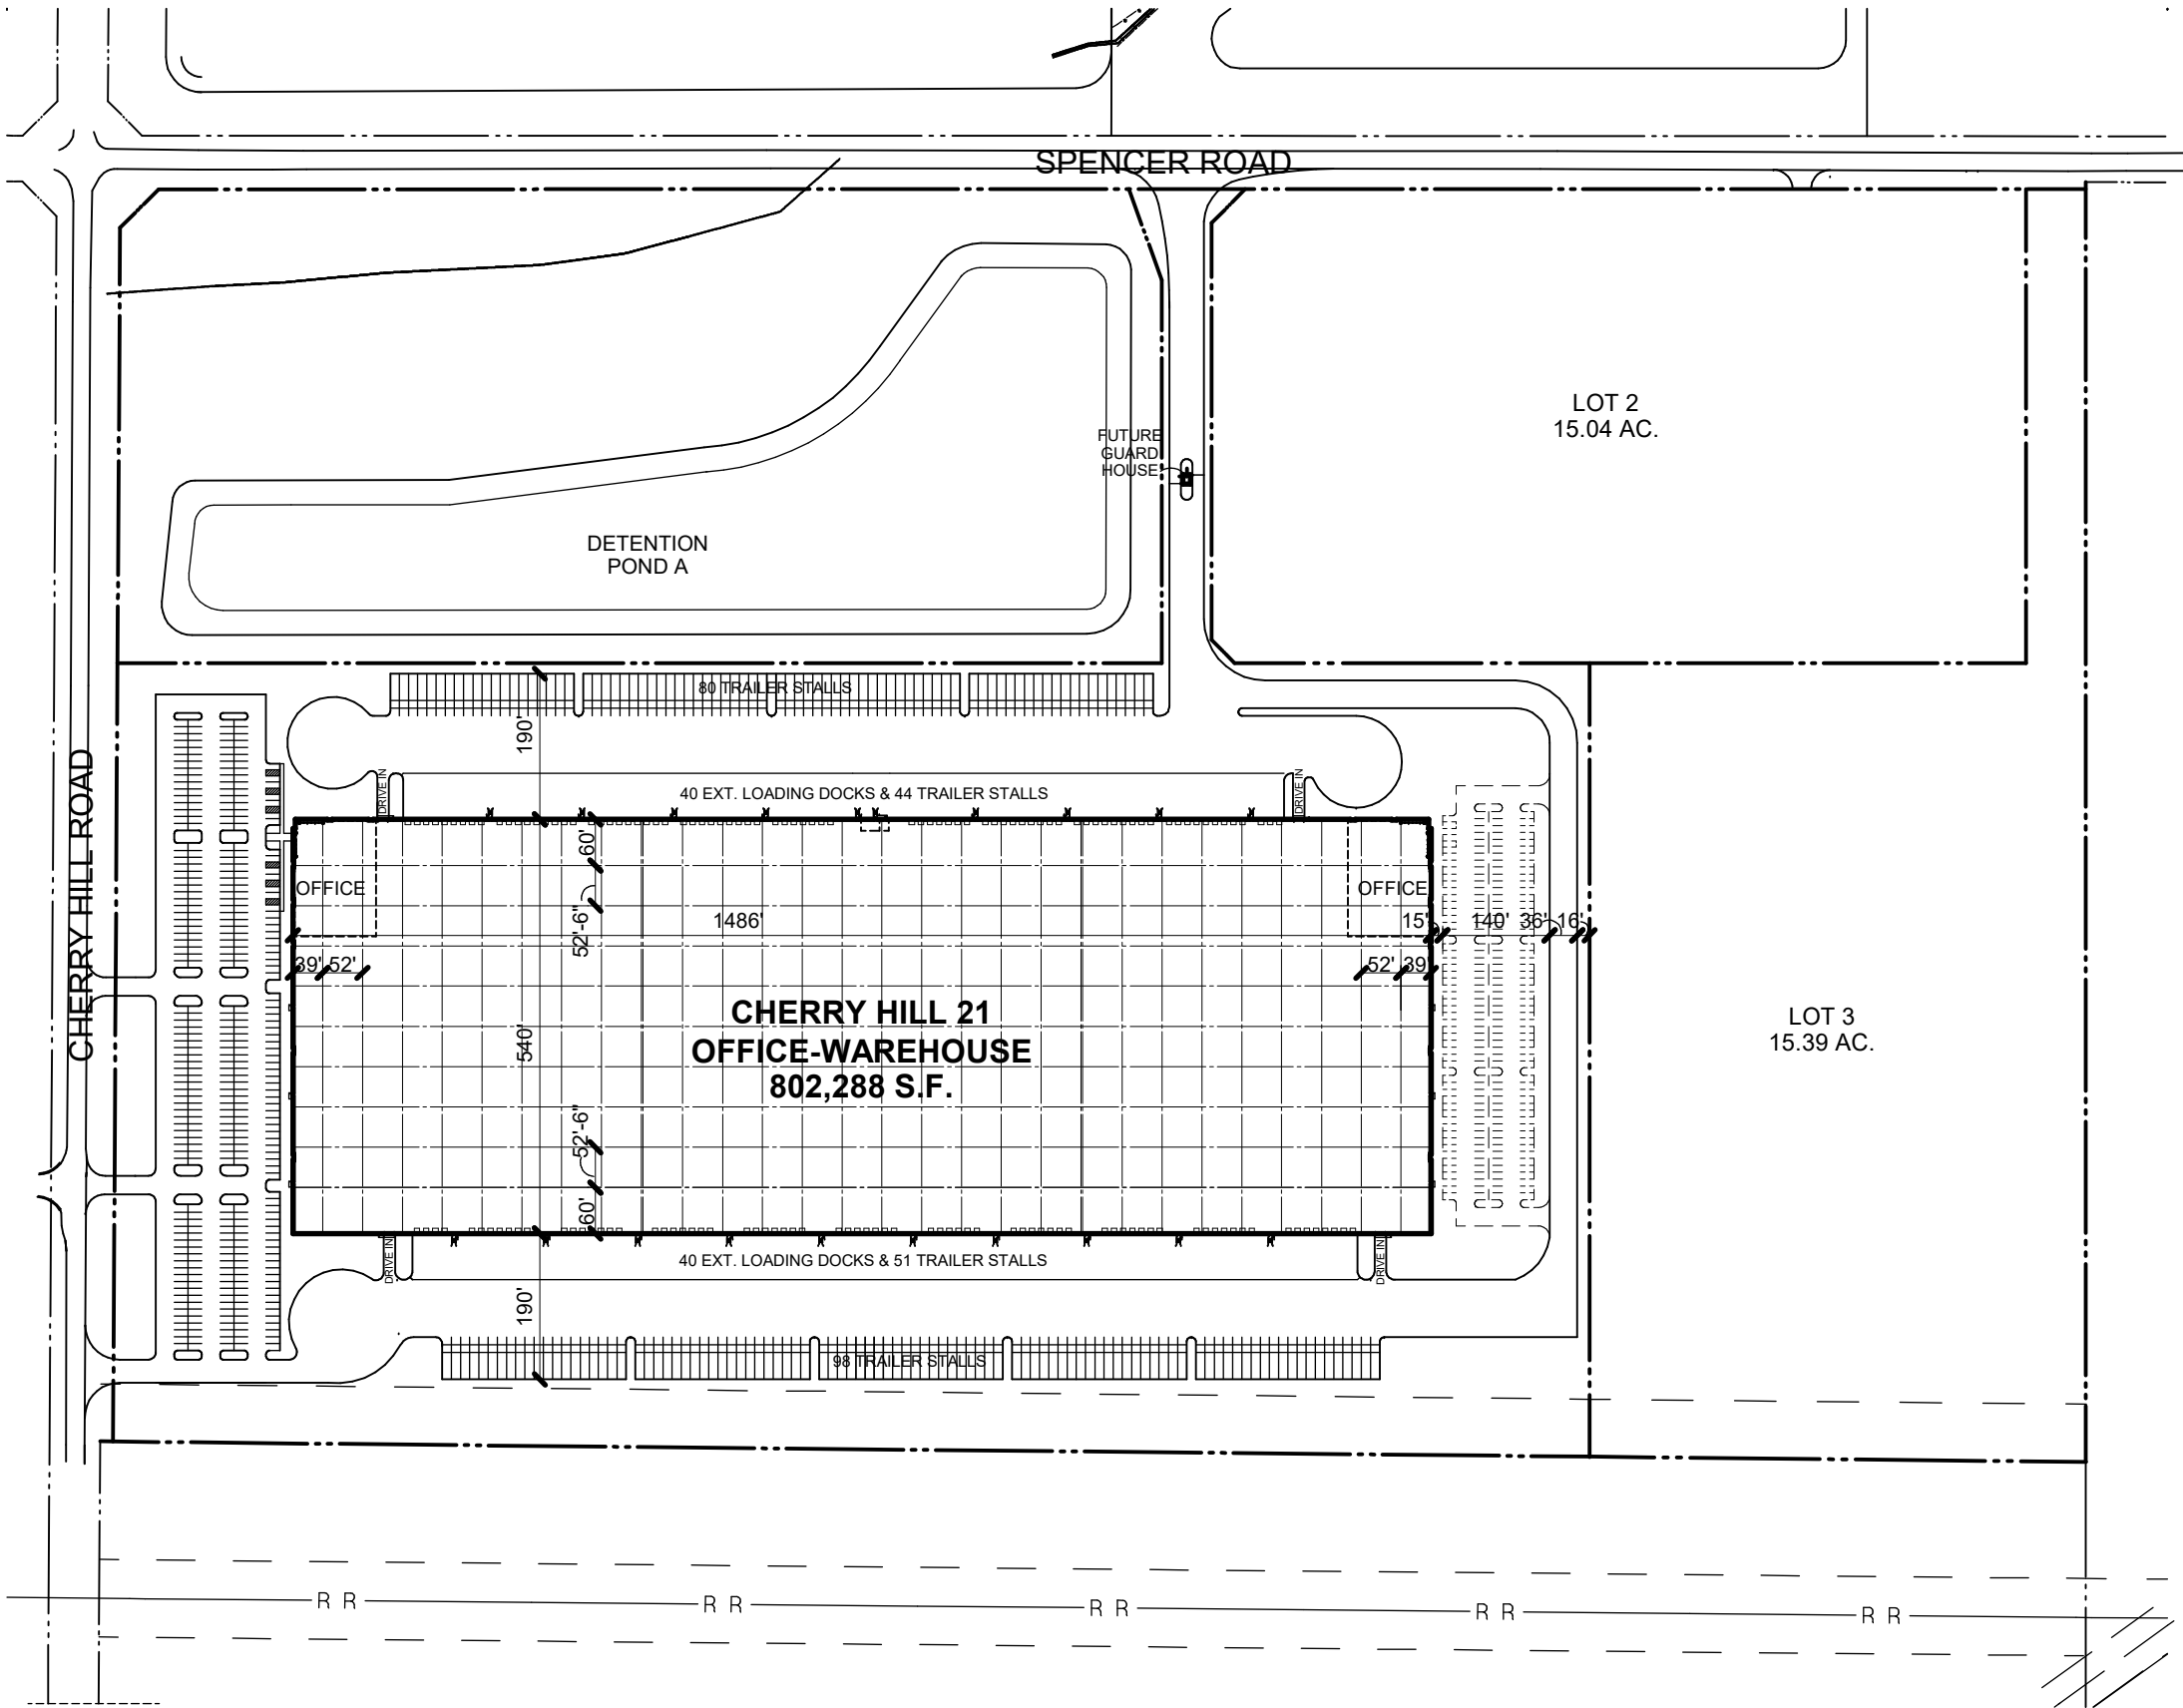 SPENCER ROAD
LOT 2
15.04 AC.
FUTURE
GUARD
HOUSE
DETENTION
POND A
80 TRAILER STALLS
190'
CHERRY HILL ROAD
DRIVE IN
40 EXT. LOADING DOCKS & 44 TRAILER STALLS
DRIVE IN
60'
OFFICE
OFFICE
52'-6"
1486'
15'
140'
36'
16'
39'
52'
52'
39'
CHERRY HILL 21
OFFICE-WAREHOUSE
802,288 S.F.
540'
LOT 3
15.39 AC.
52'-6"
60'
DRIVE IN
40 EXT. LOADING DOCKS & 51 TRAILER STALLS
DRIVE IN
190'
98 TRAILER STALLS
R R
R R
R R
R R
R R